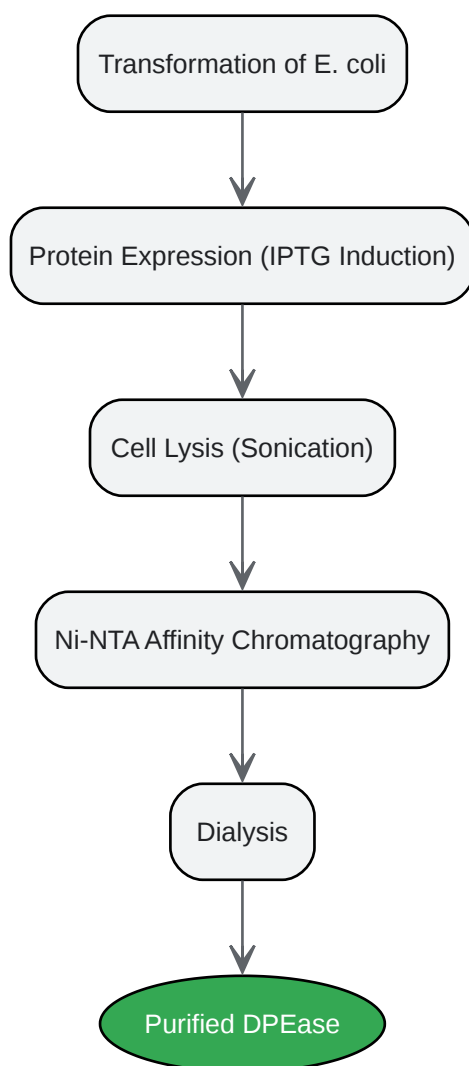 Transformation of E. coli
Protein Expression (IPTG Induction)
Cell Lysis (Sonication)
Ni-NTA Affinity Chromatography
Dialysis
Purified DPEase